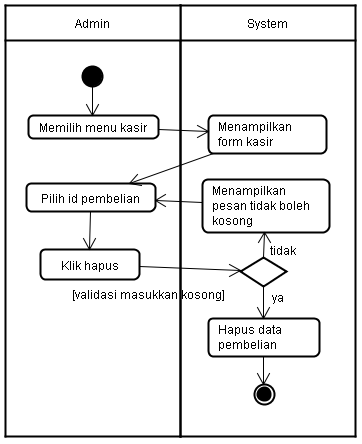 Admin
System
Memilih menu kasir
Menampilkan
form kasir
Pilih id pembelian
Menampilkan
pesan tidak boleh
kosong
tidak
Klik hapus
[validasi masukkan kosong]
ya
Hapus data
pembelian